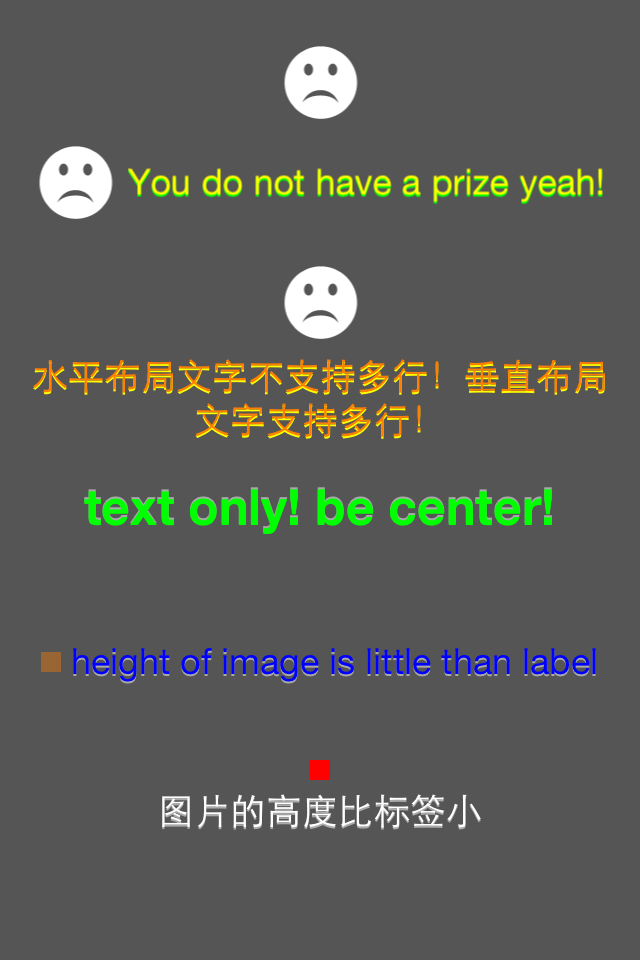 You do not have a prize yeah!
水平布局文字不支持多行！垂直布局
文字支持多行！
text only! be center!
height of image is little than label
图片的高度比标签小